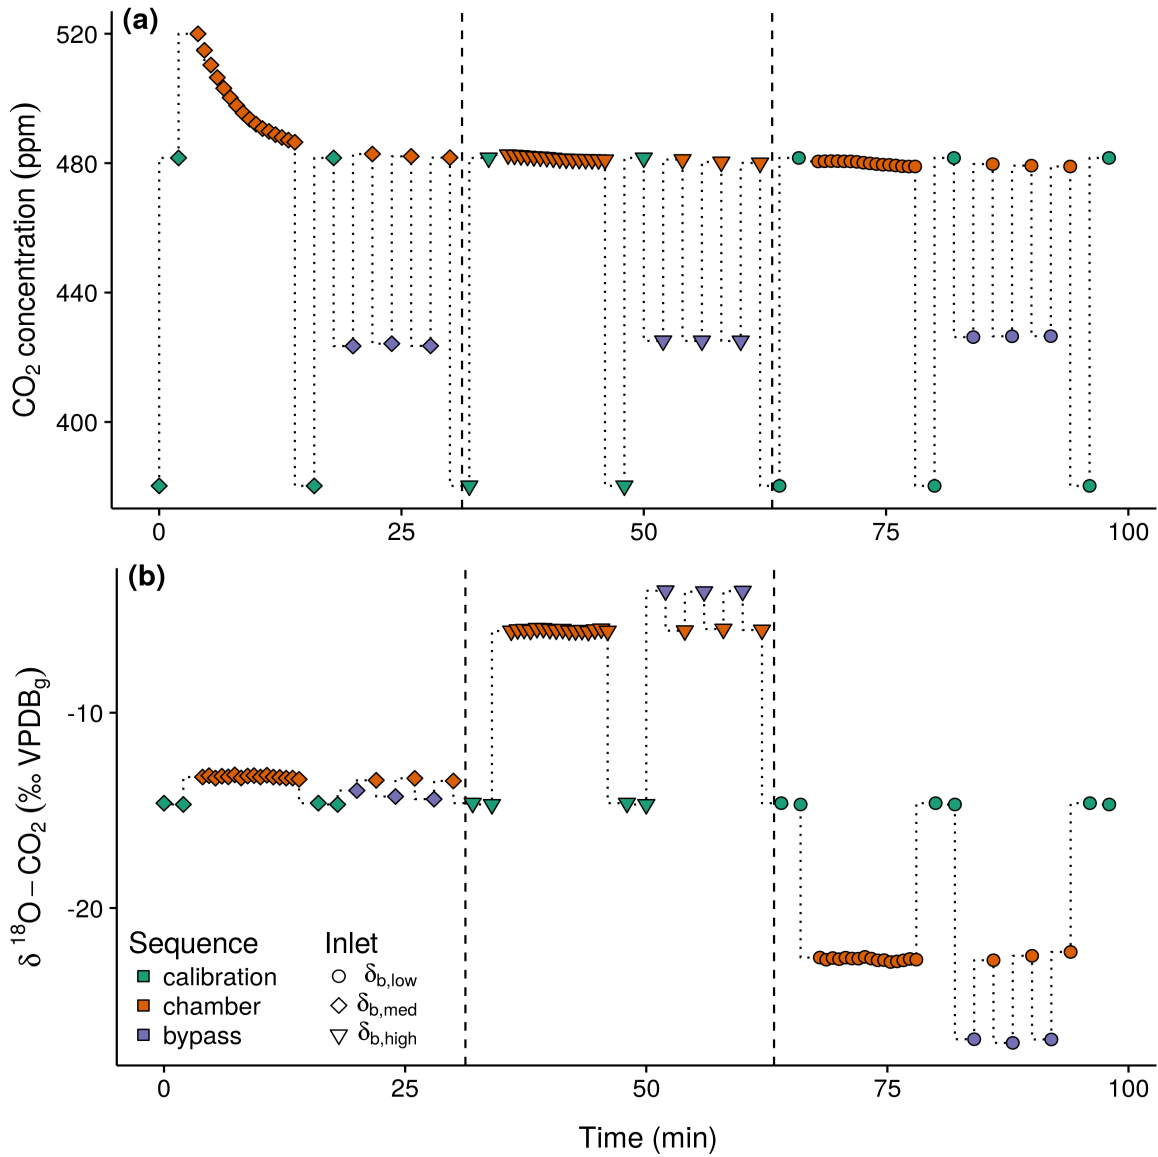 (a)
CO₂ concentration (ppm)
520
480
440
400
0 25 50 75 100
(b)
δ ¹⁸O – CO₂ (‰ VPDBg)
-10
-20
Sequence
calibration
chamber
bypass
Inlet
δb,low
δb,med
δb,high
0 25 50 75 100
Time (min)